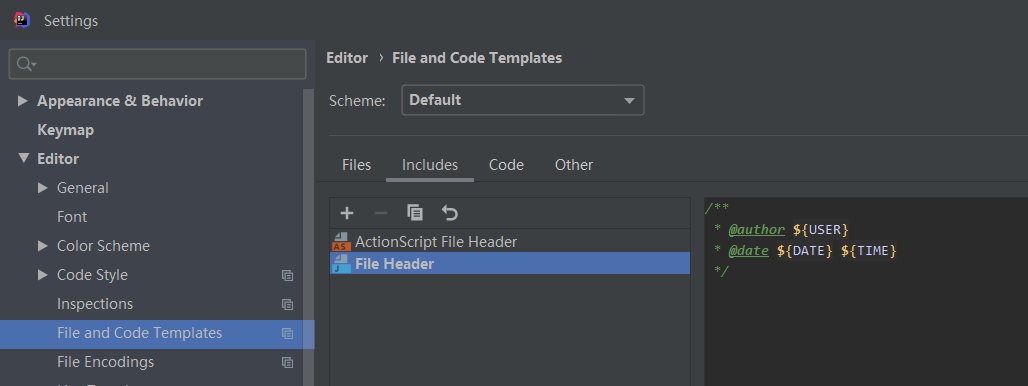 Settings
Appearance & Behavior
Keymap
Editor
General
Font
Color Scheme
Code Style
Inspections
File and Code Templates
File Encodings
Editor › File and Code Templates
Scheme: Default
Files Includes Code Other
ActionScript File Header
File Header
/**
* @author ${USER}
* @date ${DATE} ${TIME}
*/